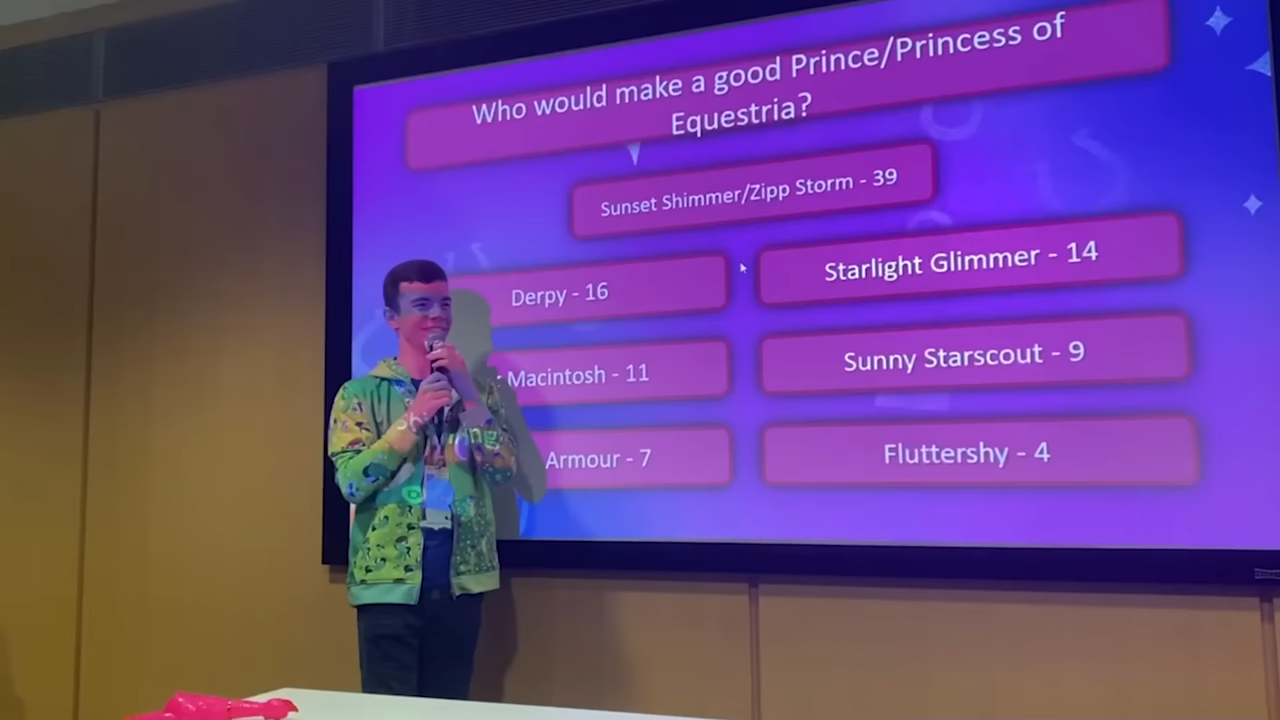 Who would make a good Prince/Princess of
Equestria?
Sunset Shimmer/Zipp Storm - 39
Derpy - 16
Starlight Glimmer - 14
Macintosh - 11
Sunny Starscout - 9
Armour - 7
Fluttershy - 4